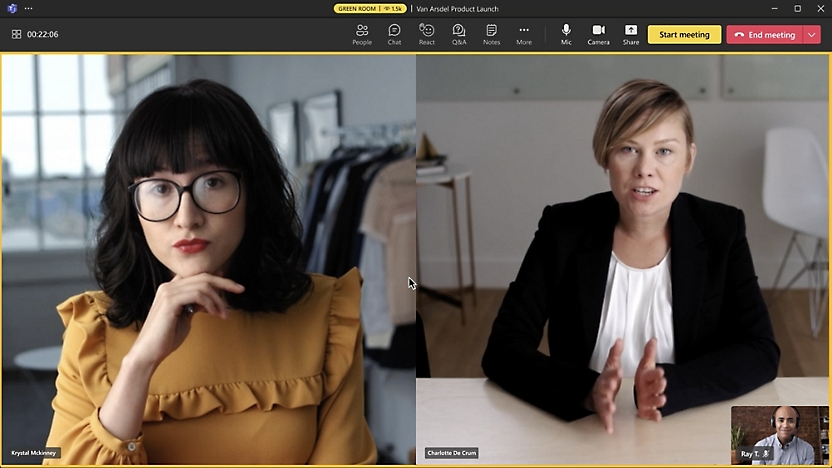 GREEN ROOM | 1.5k | Van Arsdel Product Launch
00:22:06
People
Chat
React
Q&A
Notes
More
Mic
Camera
Share
Start meeting
End meeting
Krystal Mckinney
Charlotte De Crum
Ray T.